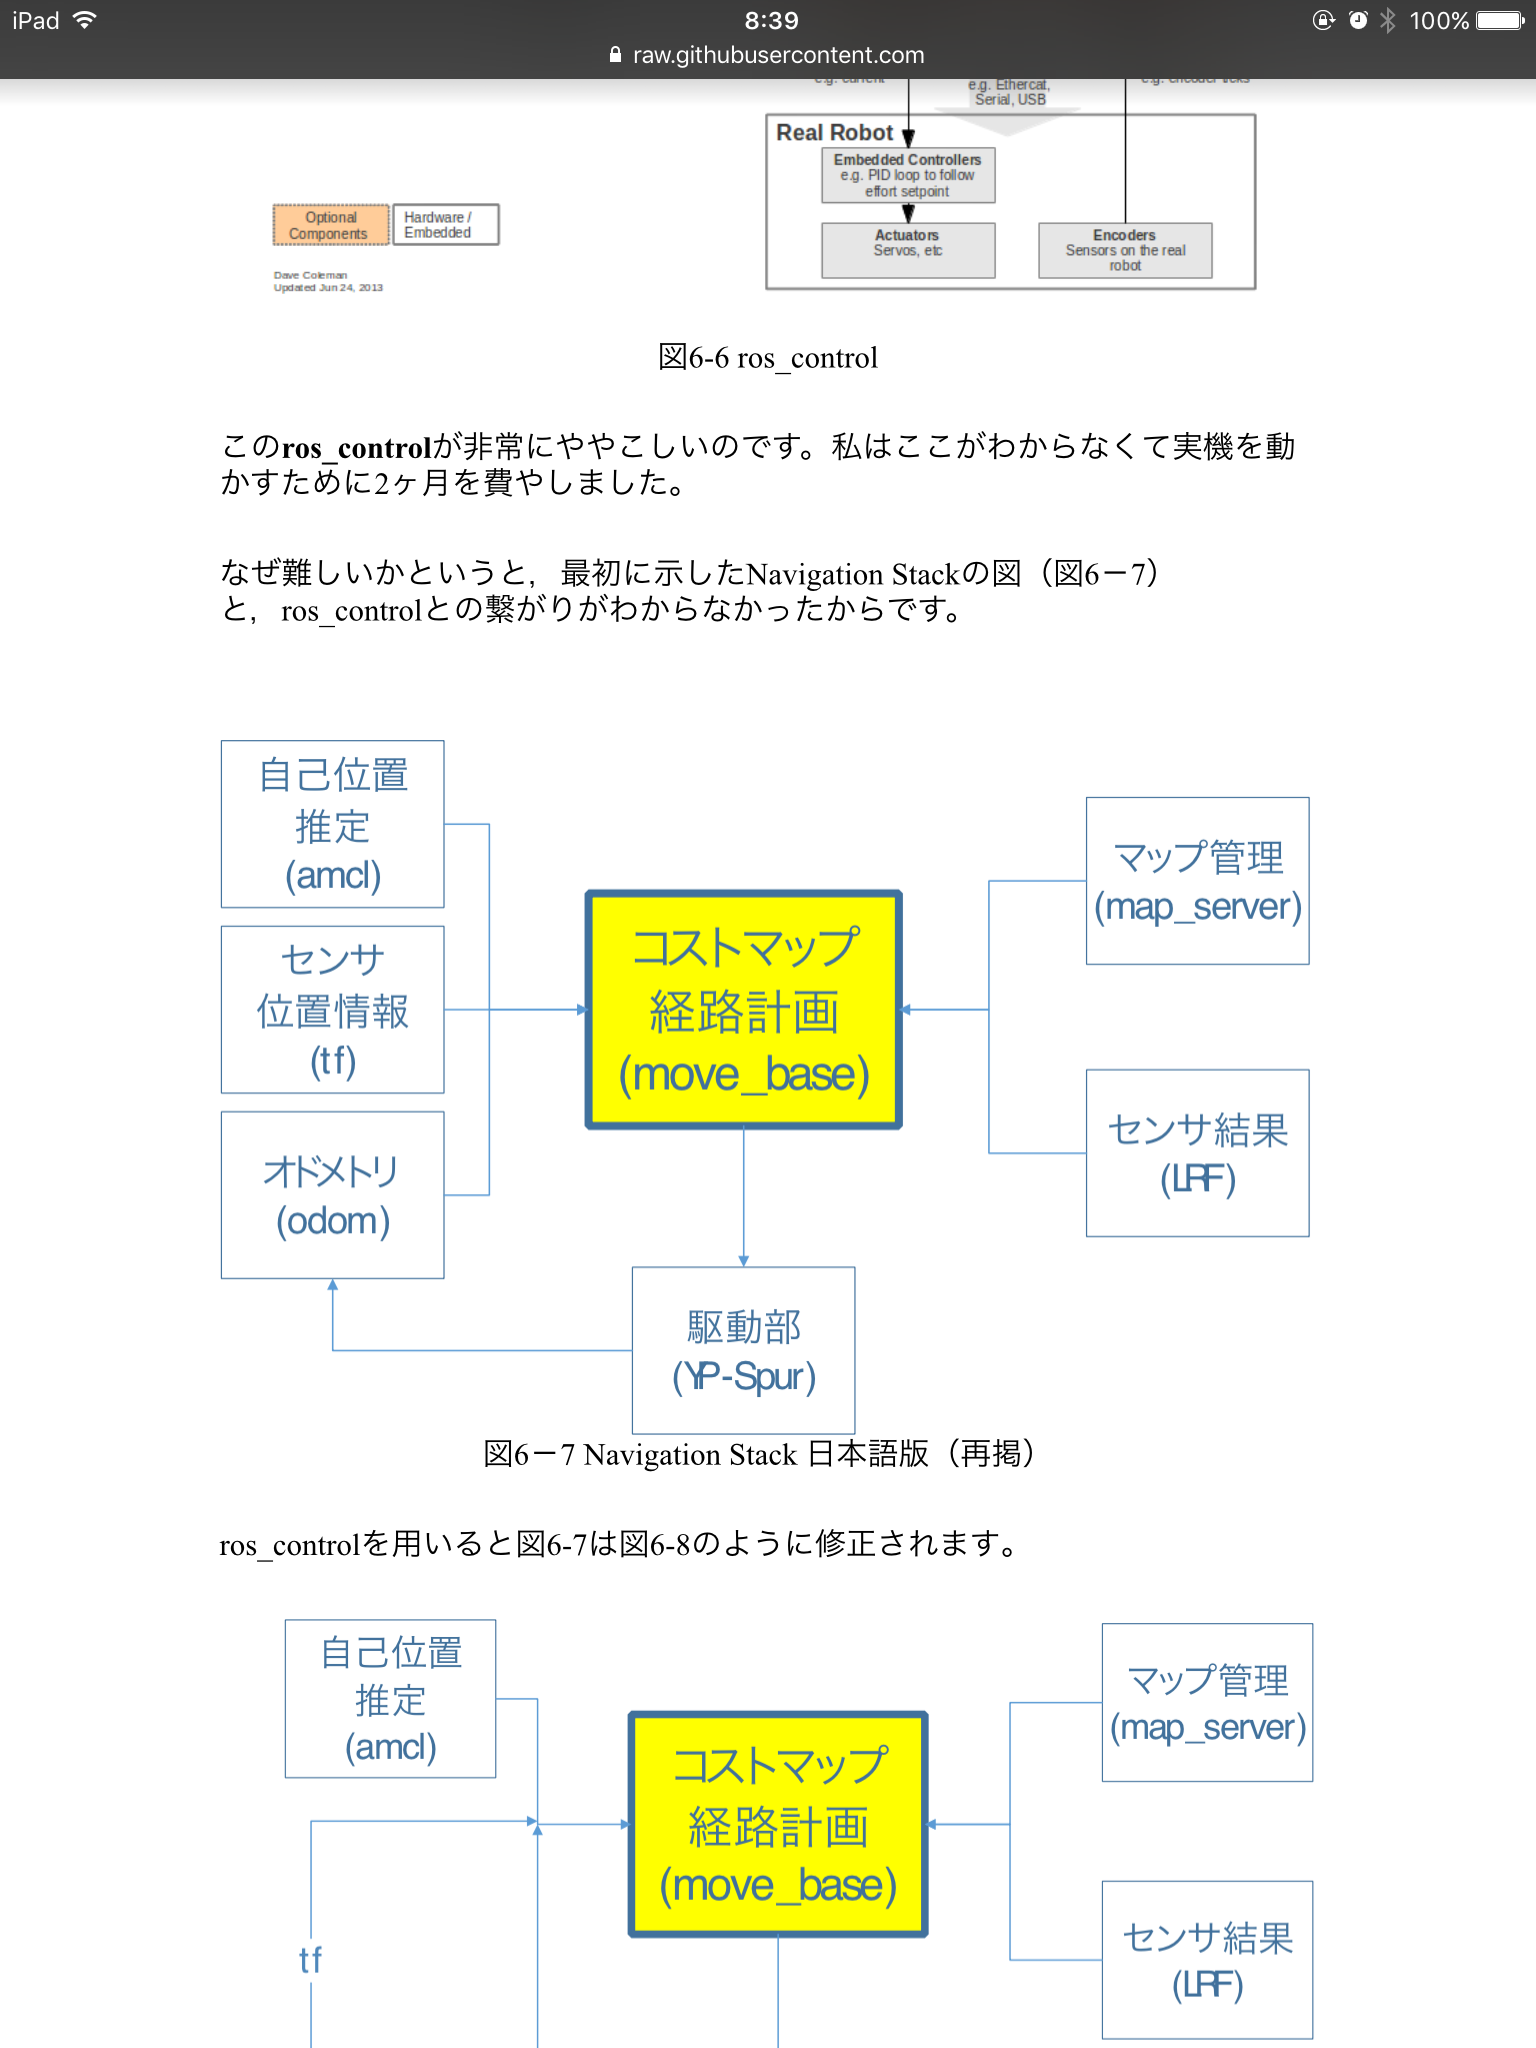 iPad
8:39
100%
raw.githubusercontent.com
e.g. current
e.g. Ethercat,
Serial, USB
e.g. encoder ticks
Real Robot
Embedded Controllers
e.g. PID loop to follow
effort setpoint
Actuators
Servos, etc
Encoders
Sensors on the real
robot
Optional
Components
Hardware /
Embedded
Dave Coleman
Updated Jun 24, 2013
図6-6 ros_control
このros_controlが非常にややこしいのです。私はここがわからなくて実機を動
かすために2ヶ月を費やしました。
なぜ難しいかというと，最初に示したNavigation Stackの図（図6－7）
と，ros_controlとの繋がりがわからなかったからです。
自己位置
推定
(amcl)
センサ
位置情報
(tf)
オドメトリ
(odom)
コストマップ
経路計画
(move_base)
マップ管理
(map_server)
センサ結果
(LRF)
駆動部
(YP-Spur)
図6－7 Navigation Stack 日本語版（再掲）
ros_controlを用いると図6-7は図6-8のように修正されます。
自己位置
推定
(amcl)
コストマップ
経路計画
(move_base)
マップ管理
(map_server)
センサ結果
(LRF)
tf